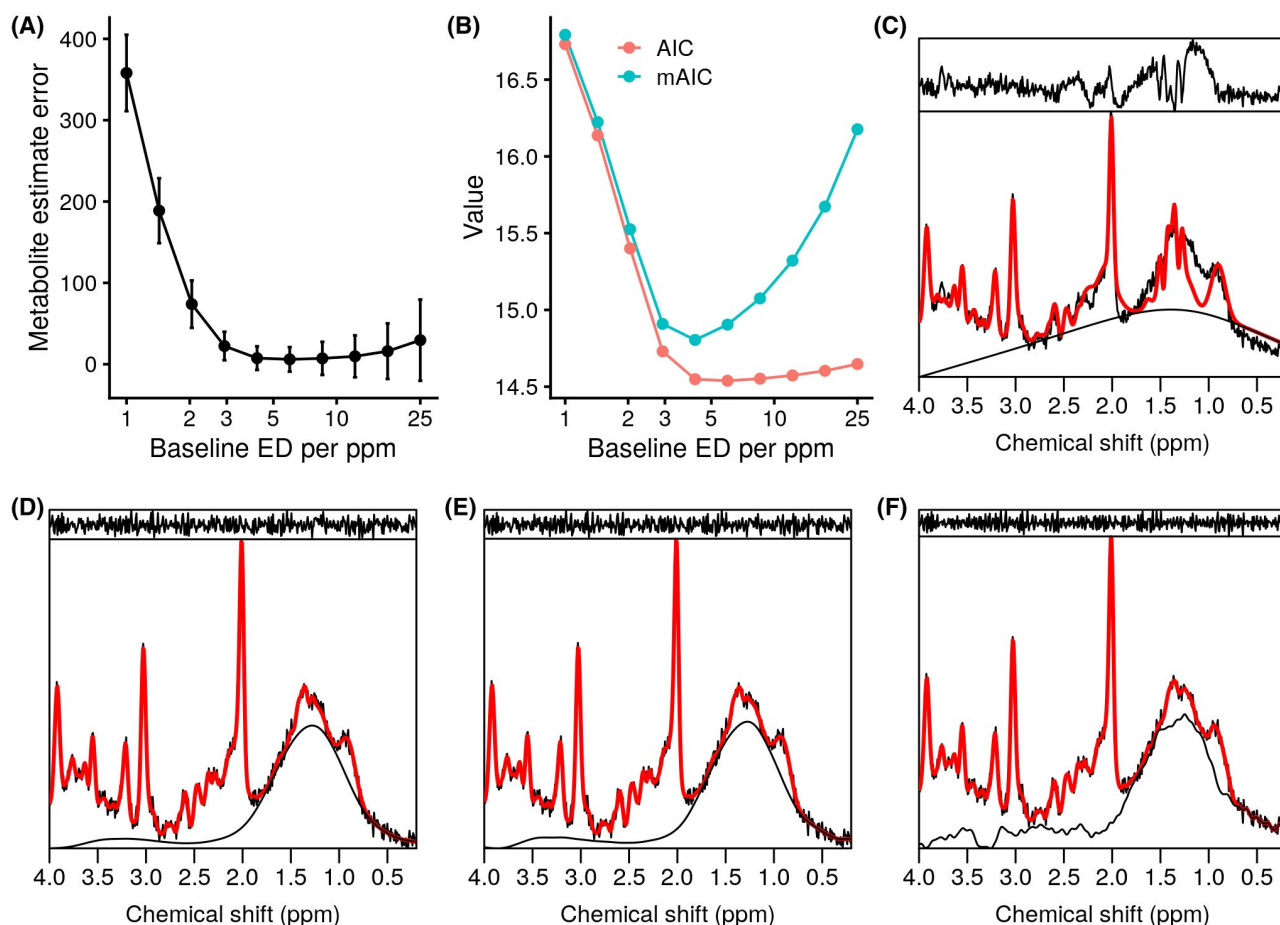 (A)
Metabolite estimate error
400
300
200
100
0
1 2 3 5 10 25
Baseline ED per ppm
(B)
Value
16.5
16.0
15.5
15.0
14.5
AIC
mAIC
1 2 3 5 10 25
Baseline ED per ppm
(C)
4.0 3.5 3.0 2.5 2.0 1.5 1.0 0.5
Chemical shift (ppm)
(D)
4.0 3.5 3.0 2.5 2.0 1.5 1.0 0.5
Chemical shift (ppm)
(E)
4.0 3.5 3.0 2.5 2.0 1.5 1.0 0.5
Chemical shift (ppm)
(F)
4.0 3.5 3.0 2.5 2.0 1.5 1.0 0.5
Chemical shift (ppm)